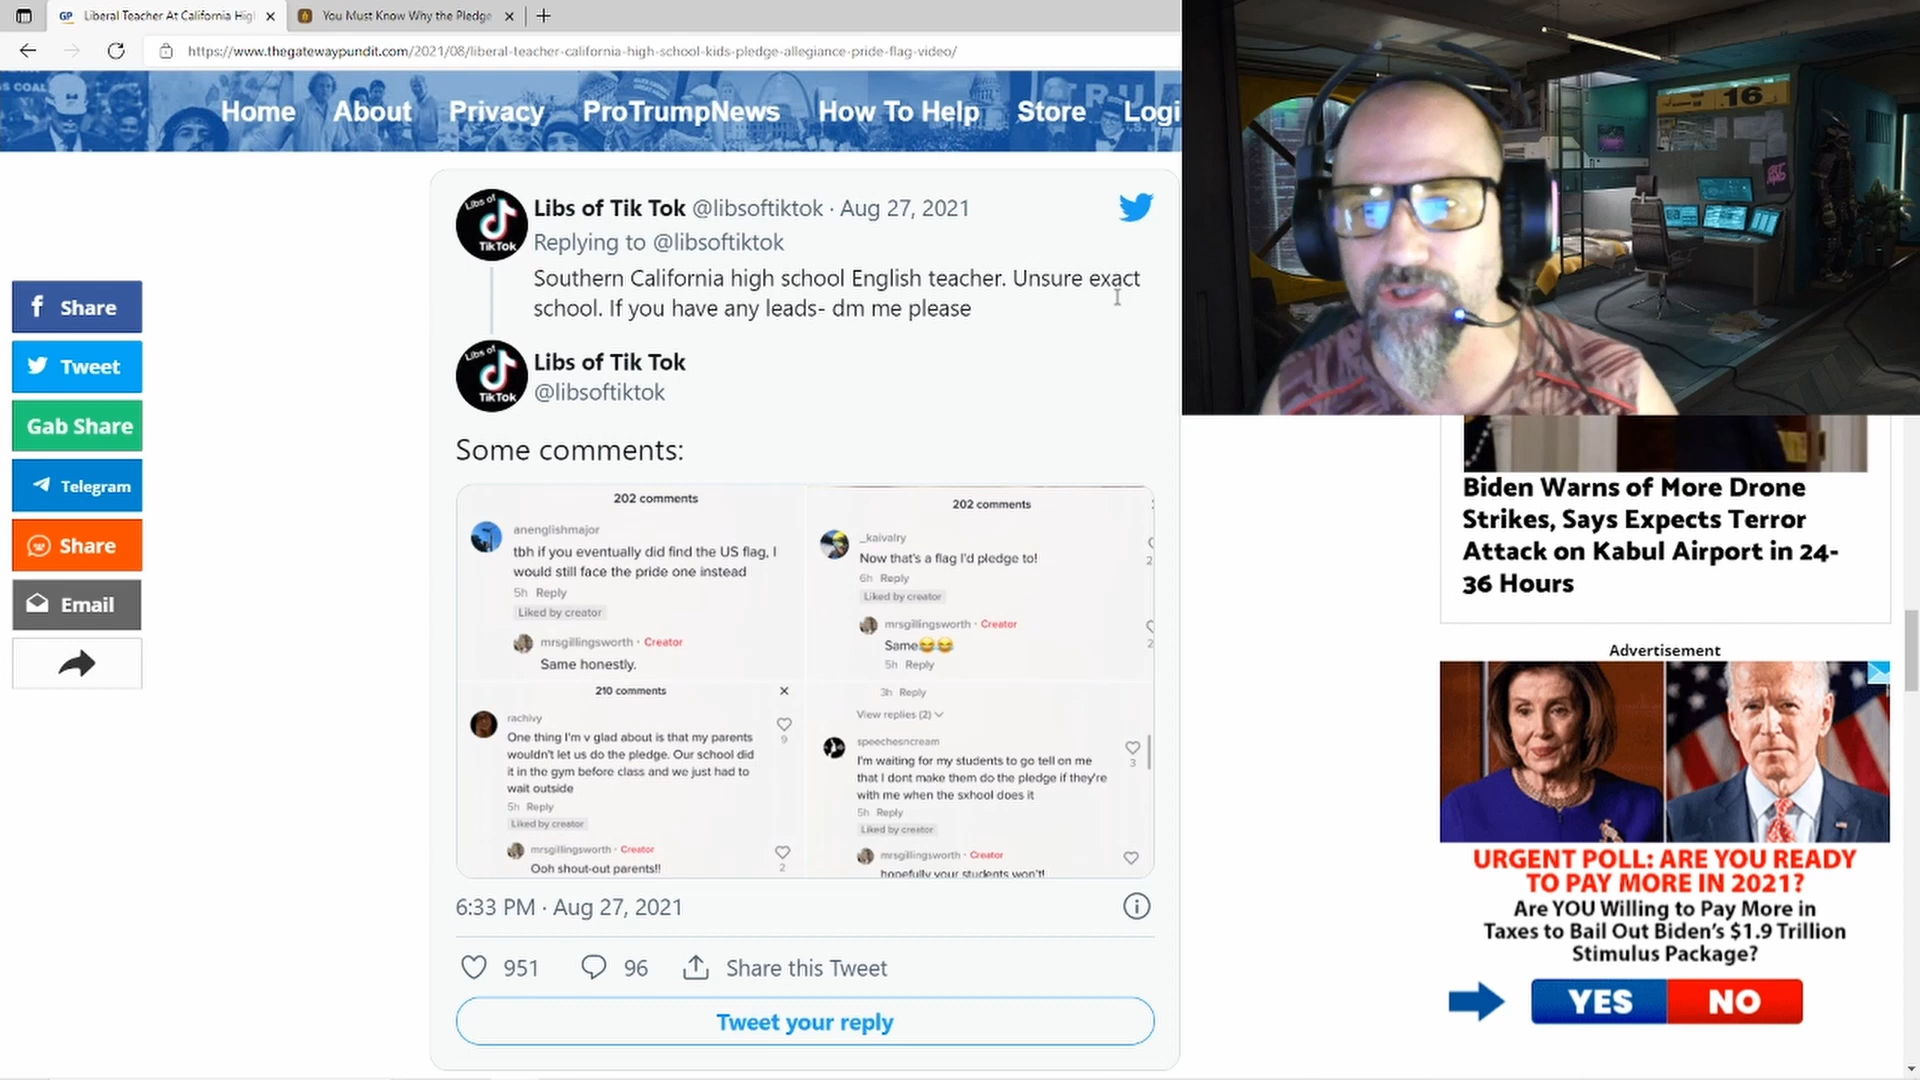 GP Liberal Teacher At California Hig
You Must Know Why the Pledge
https://www.thegatewaypundit.com/2021/08/liberal-teacher-california-high-school-kids-pledge-allegiance-pride-flag-video/
Home About Privacy ProTrumpNews How To Help Store Logi
Share
Tweet
Gab Share
Telegram
Share
Email
Libs of Tik Tok @libsoftiktok · Aug 27, 2021
Replying to @libsoftiktok
Southern California high school English teacher. Unsure exact
school. If you have any leads- dm me please
Libs of Tik Tok
@libsoftiktok
Some comments:
202 comments
anenglishmajor
tbh if you eventually did find the US flag, I
would still face the pride one instead
5h Reply
Liked by creator
mrsgillingsworth · Creator
Same honestly.
202 comments
_kaivalry
Now that's a flag I'd pledge to!
6h Reply
Liked by creator
mrsgillingsworth · Creator
Same😂😂
5h Reply
210 comments
rachivy
One thing I'm v glad about is that my parents
wouldn't let us do the pledge. Our school did
it in the gym before class and we just had to
wait outside
5h Reply
Liked by creator
9
mrsgillingsworth · Creator
Ooh shout-out parents!!
2
3h Reply
View replies (2)
speechesncream
I'm waiting for my students to go tell on me
that I dont make them do the pledge if they're
with me when the sxhool does it
5h Reply
Liked by creator
3
mrsgillingsworth · Creator
hopefully your students won't!
6:33 PM · Aug 27, 2021
951 96 Share this Tweet
Tweet your reply
16
Biden Warns of More Drone
Strikes, Says Expects Terror
Attack on Kabul Airport in 24-
36 Hours
Advertisement
URGENT POLL: ARE YOU READY
TO PAY MORE IN 2021?
Are YOU Willing to Pay More in
Taxes to Bail Out Biden's $1.9 Trillion
Stimulus Package?
YES NO